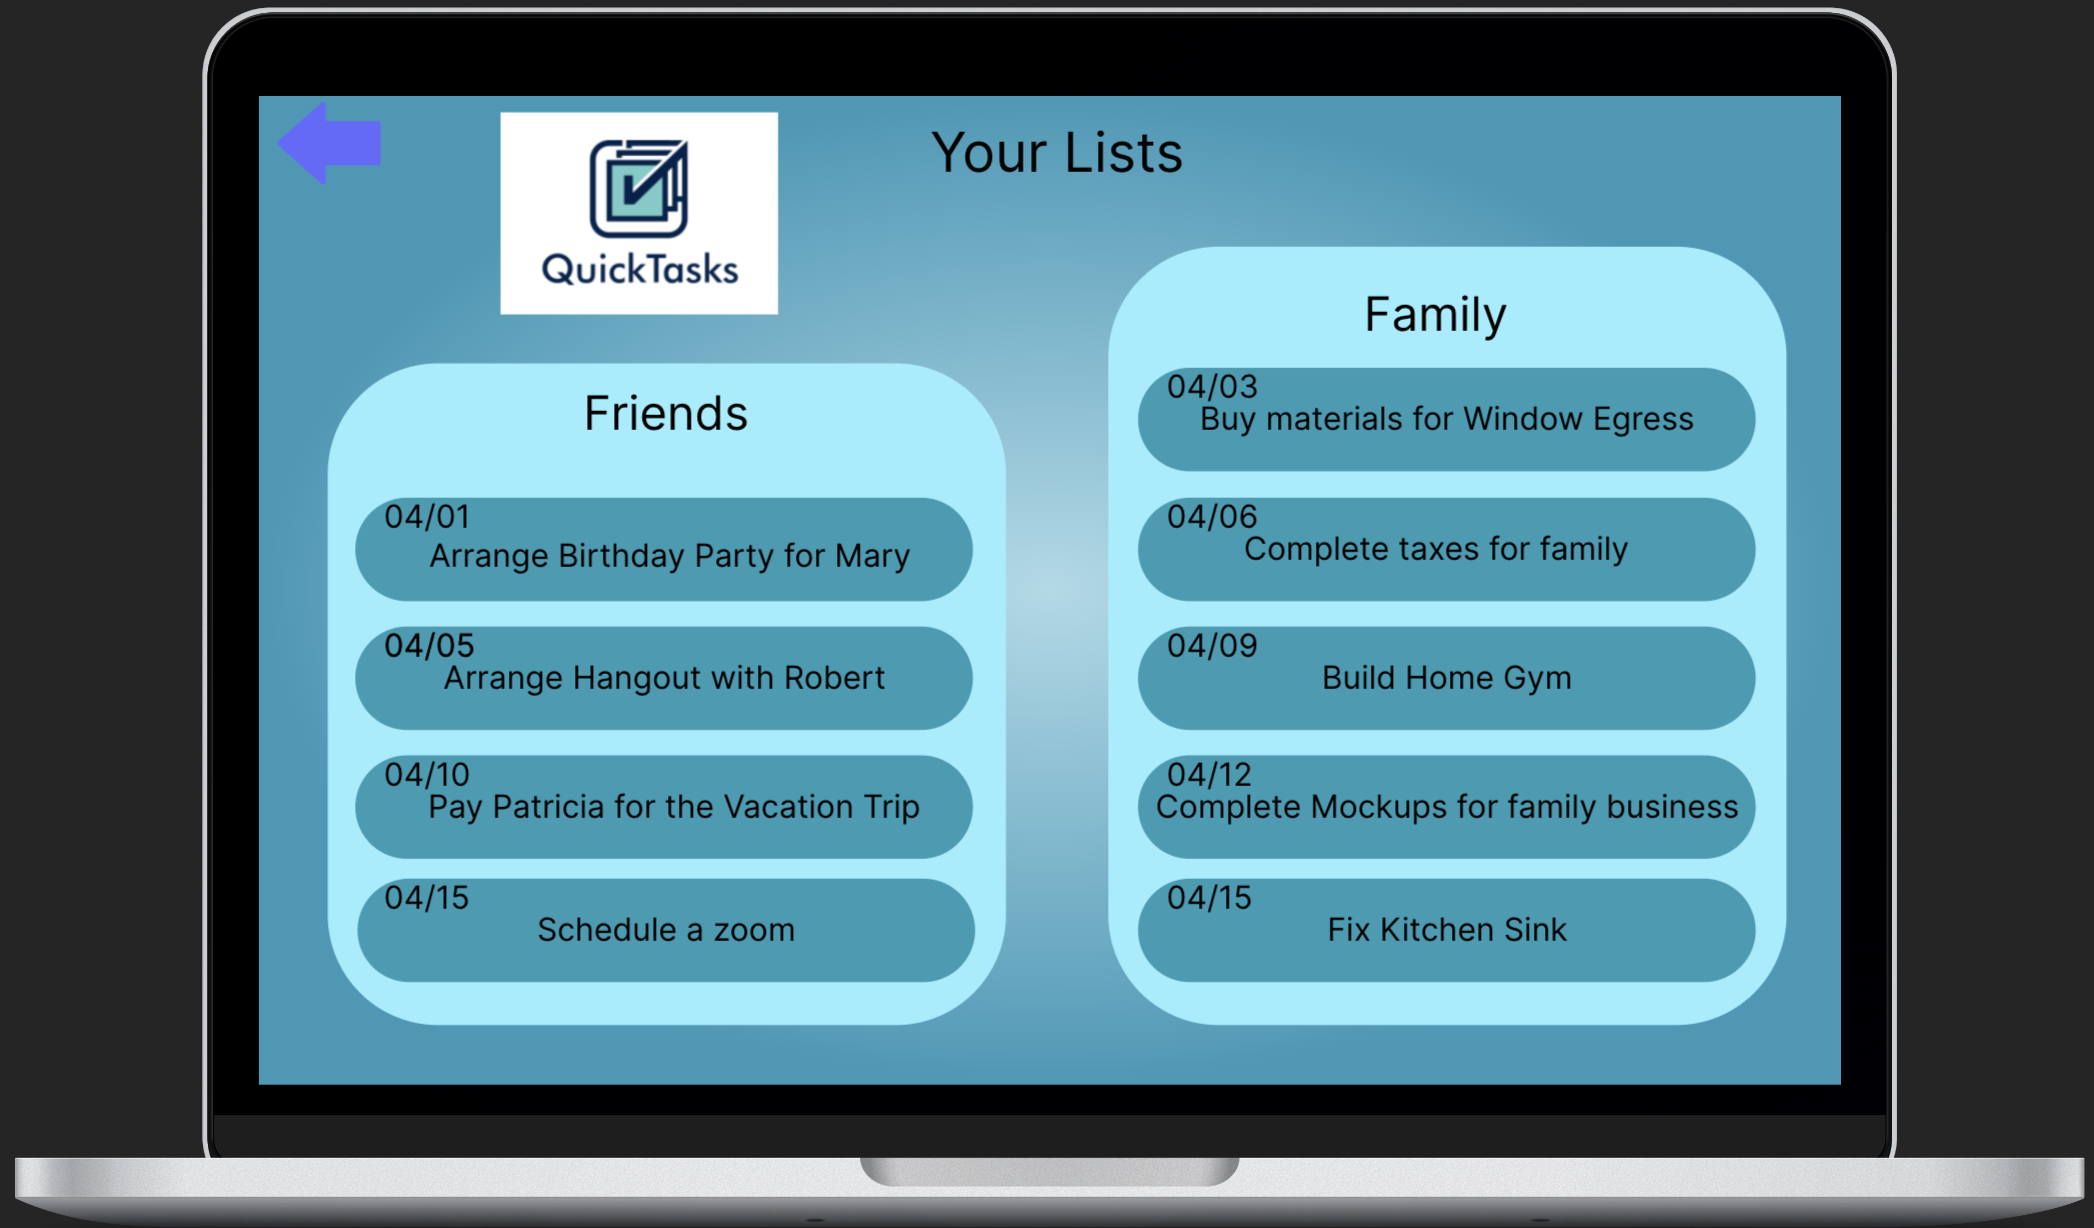 QuickTasks
Your Lists
Friends
04/01
Arrange Birthday Party for Mary
04/05
Arrange Hangout with Robert
04/10
Pay Patricia for the Vacation Trip
04/15
Schedule a zoom
Family
04/03
Buy materials for Window Egress
04/06
Complete taxes for family
04/09
Build Home Gym
04/12
Complete Mockups for family business
04/15
Fix Kitchen Sink